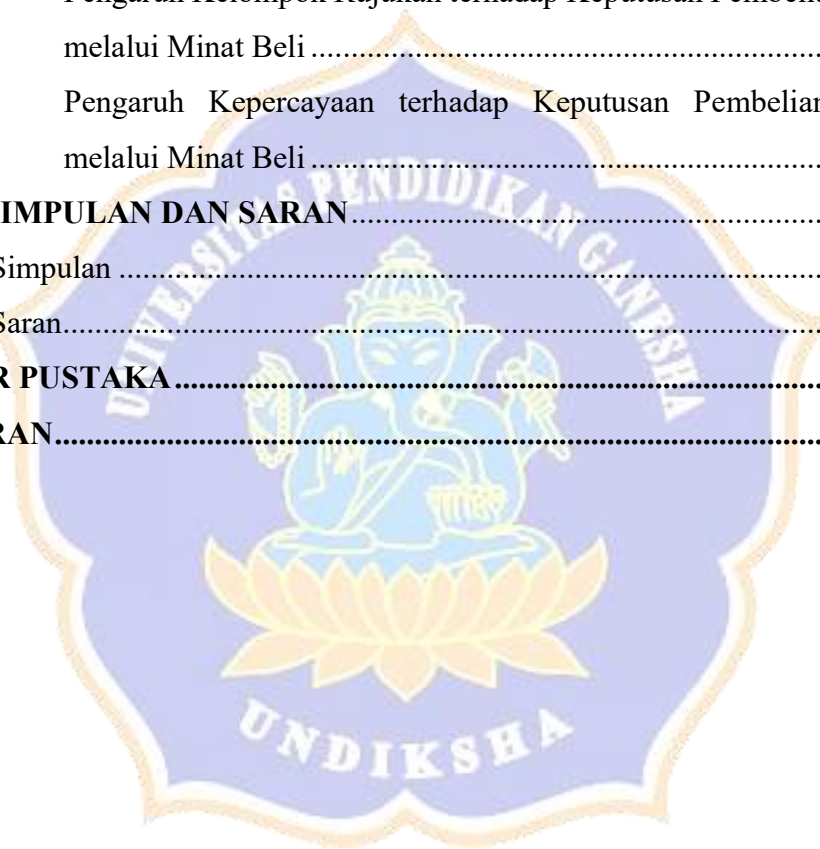 Pengaruh Kelompok Rujukan terhadap Keputusan
melalui Minat Beli ..........................................................
Pengaruh Kepercayaan terhadap Keputusan Pembelian
melalui Minat Beli ..........................................................
IMPULAN DAN SARAN ..........................................................
Simpulan ..........................................................
Saran ..........................................................
R PUSTAKA ..........................................................
RAN ..........................................................
UNIVERSITAS PENDIDIKAN GANESHA
UNDIKSHA